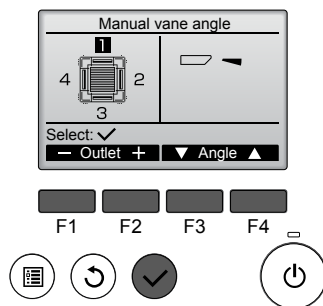 Manual vane angle
1
4 2
3
Select: ✓
− Outlet + ▼ Angle ▲
F1 F2 F3 F4